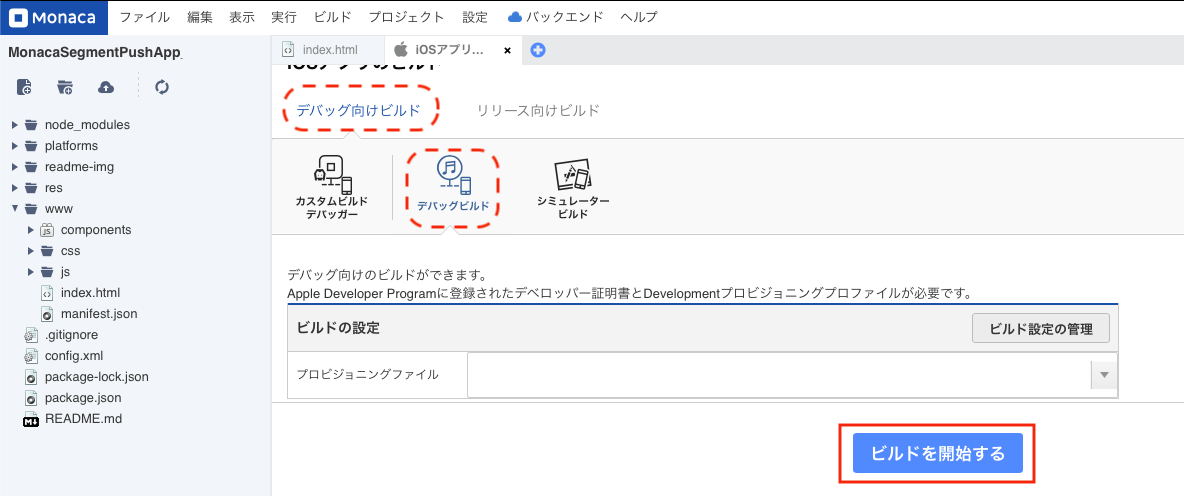 Monaca ファイル 編集 表示 実行 ビルド プロジェクト 設定 バックエンド ヘルプ
MonacaSegmentPushApp
index.html iOSアプリ... ×
iOSアプリのビルド
デバッグ向けビルド リリース向けビルド
カスタムビルド
デバッガー
デバッグビルド
シミュレーター
ビルド
node_modules
platforms
readme-img
res
www
components
css
js
index.html
manifest.json
.gitignore
config.xml
package-lock.json
package.json
README.md
デバッグ向けのビルドができます。
Apple Developer Programに登録されたデベロッパー証明書とDevelopmentプロビジョニングプロファイルが必要です。
ビルドの設定 ビルド設定の管理
プロビジョニングファイル
ビルドを開始する